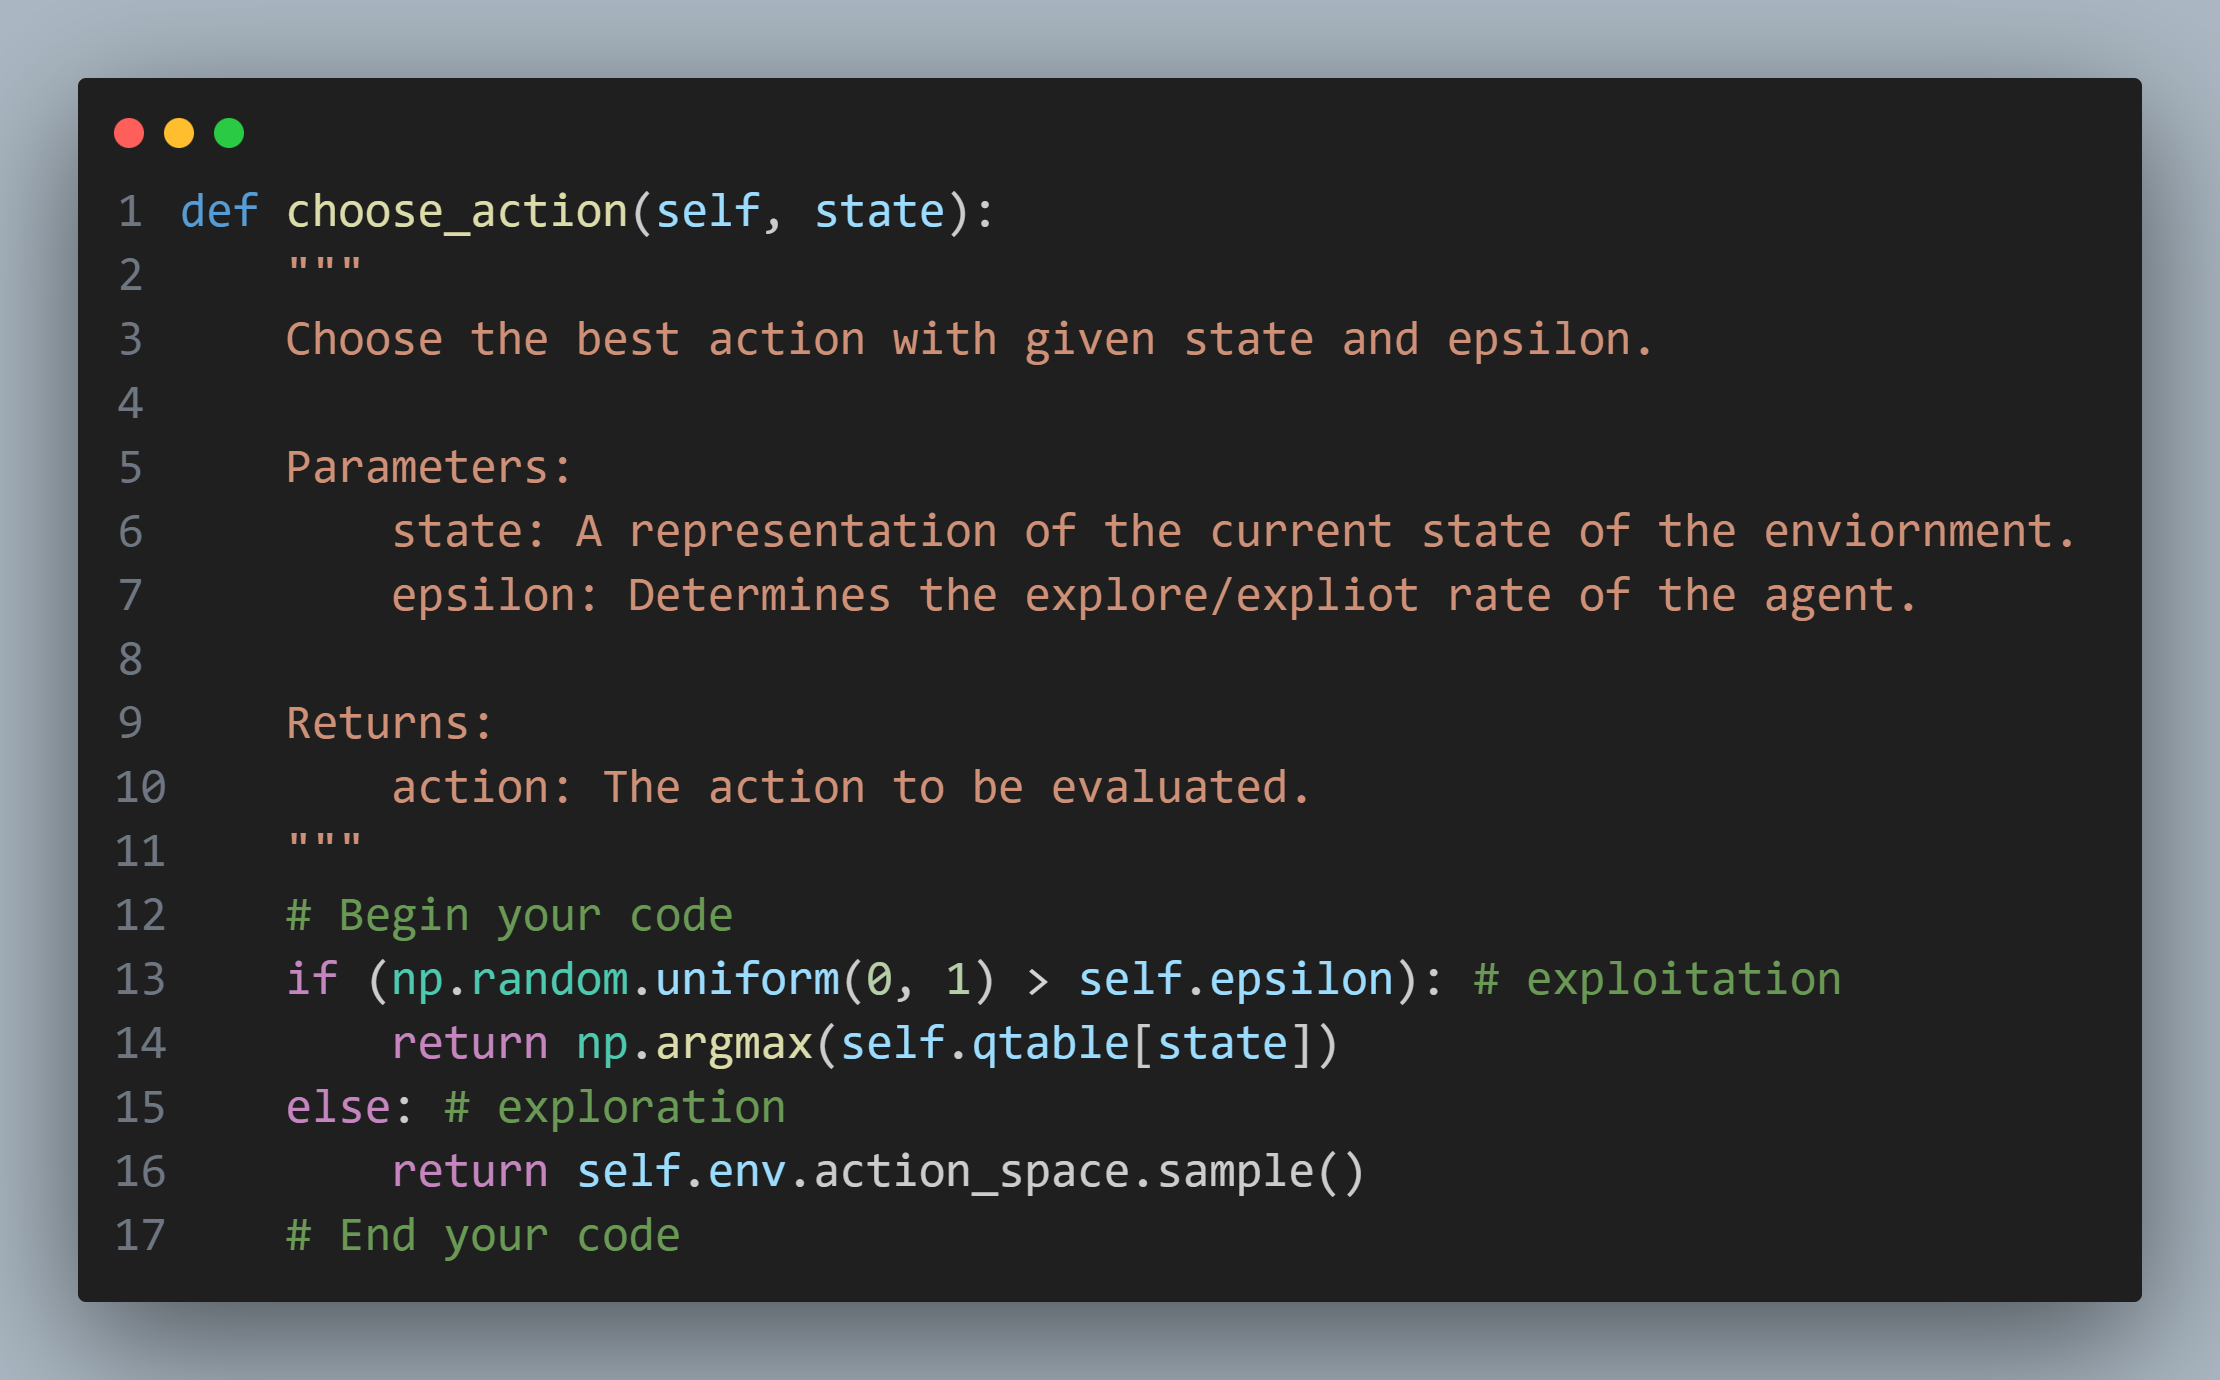 1 def choose_action(self, state):
2     """
3     Choose the best action with given state and epsilon.
4
5     Parameters:
6         state: A representation of the current state of the enviornment.
7         epsilon: Determines the explore/expliot rate of the agent.
8
9     Returns:
10         action: The action to be evaluated.
11     """
12     # Begin your code
13     if (np.random.uniform(0, 1) > self.epsilon): # exploitation
14         return np.argmax(self.qtable[state])
15     else: # exploration
16         return self.env.action_space.sample()
17     # End your code